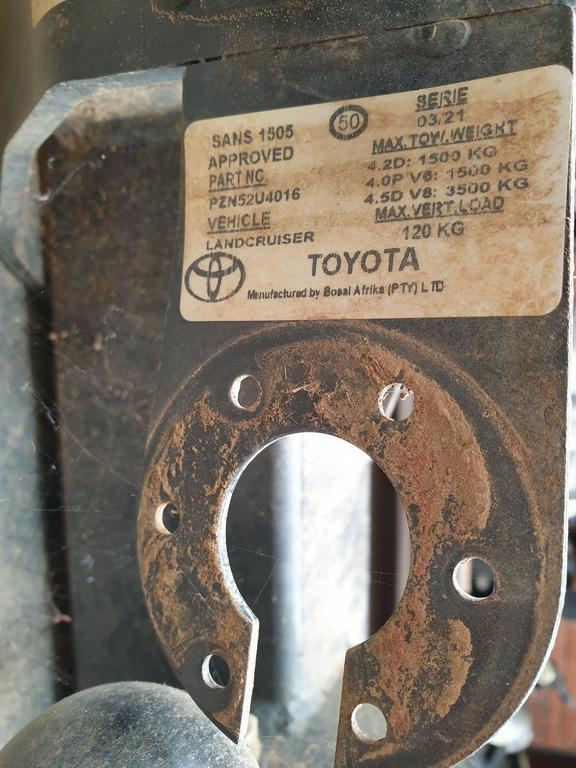 SANS 1505
APPROVED
PART NO
PZN52U4016
VEHICLE
LANDCRUISER
50
SERIE
03/21
MAX.TOW.WEIGHT
4.2D: 1500 KG
4.0P V6: 1500 KG
4.5D V8: 3500 KG
MAX.VERT.LOAD
120 KG
TOYOTA
Manufactured by Bosal Afrika (PTY) LTD